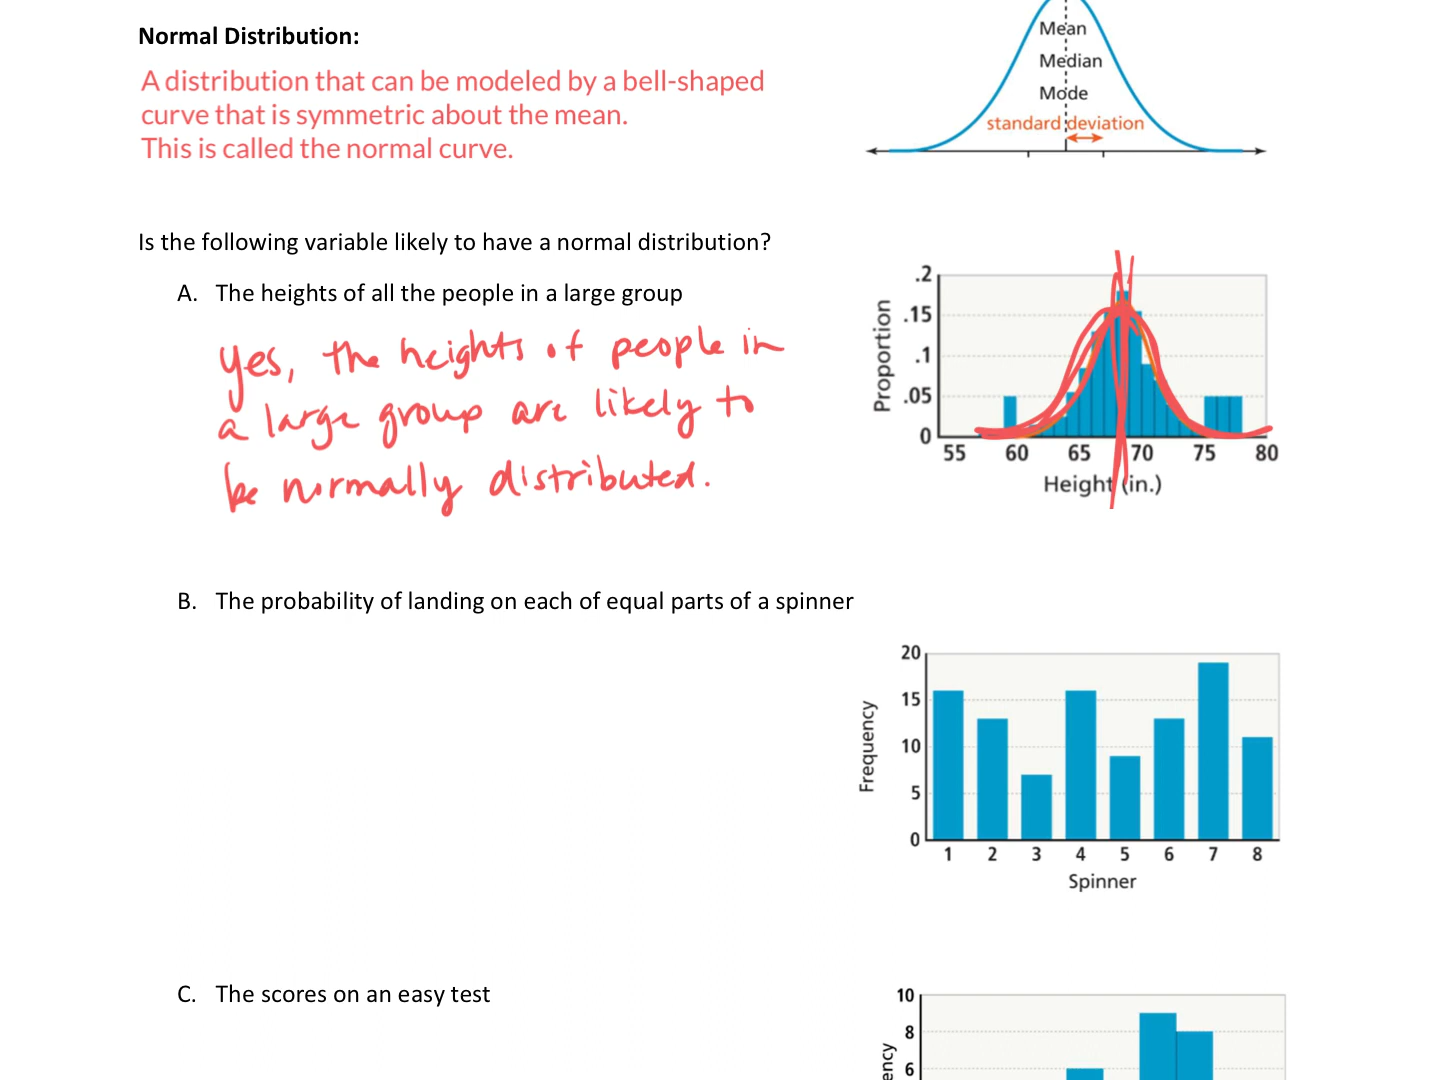 Normal Distribution:
A distribution that can be modeled by a bell-shaped
curve that is symmetric about the mean.
This is called the normal curve.
Mean
Median
Mode
standard deviation
Is the following variable likely to have a normal distribution?
A. The heights of all the people in a large group
yes, the heights of people in
a large group are likely to
be normally distributed.
.2
.15
.1
.05
0
Proportion
55 60 65 70 75 80
Height (in.)
B. The probability of landing on each of equal parts of a spinner
20
15
10
5
0
Frequency
1 2 3 4 5 6 7 8
Spinner
C. The scores on an easy test
10
8
6
ency